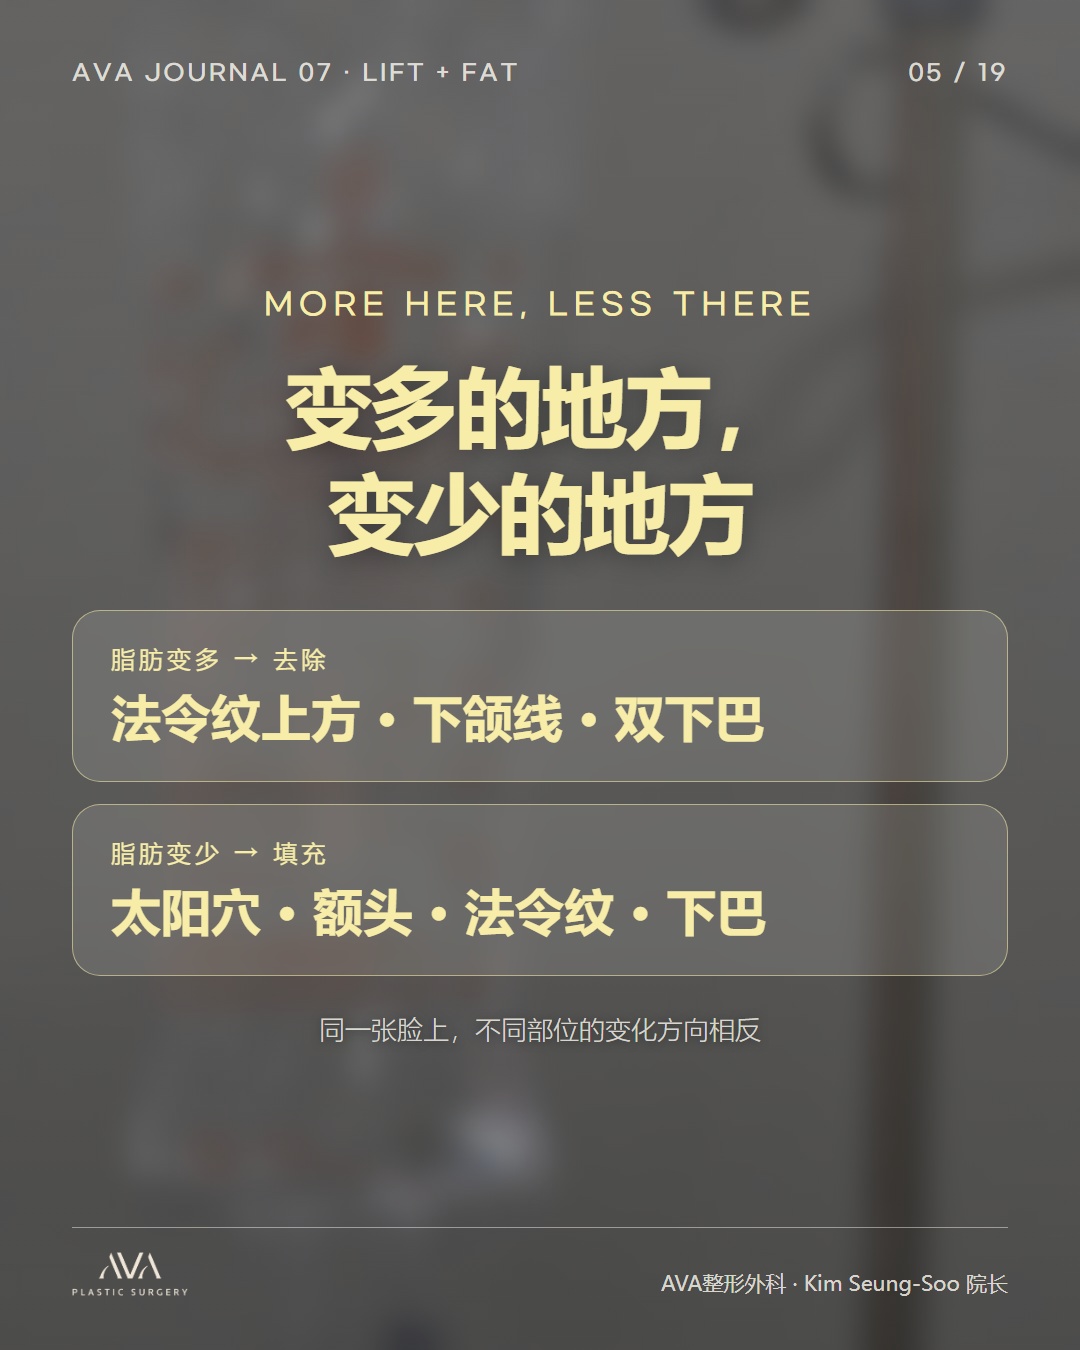 AVA JOURNAL 07 · LIFT + FAT
05 / 19
MORE HERE, LESS THERE
变多的地方，
变少的地方
脂肪变多 → 去除
法令纹上方 • 下颌线 • 双下巴
脂肪变少 → 填充
太阳穴 • 额头 • 法令纹 • 下巴
同一张脸上，不同部位的变化方向相反
AVA
PLASTIC SURGERY
AVA整形外科 · Kim Seung-Soo 院长